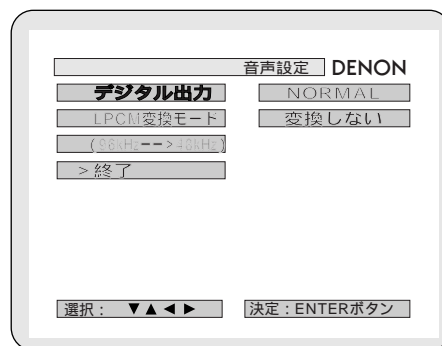 音声設定 DENON
デジタル出力 NORMAL
LPCM変換モード 変換しない
(96kHz-->48kHz)
>終了
選択: ▼▲◀▶ 決定:ENTERボタン